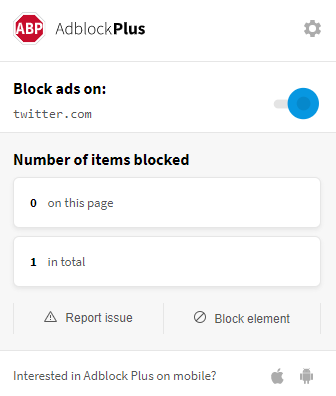 ABP AdblockPlus
Block ads on:
twitter.com
Number of items blocked
0 on this page
1 in total
Report issue Block element
Interested in Adblock Plus on mobile?